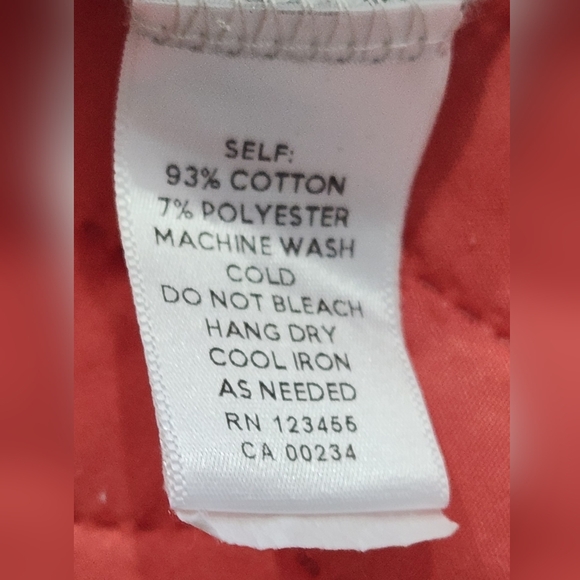 SELF:
93% COTTON
7% POLYESTER
MACHINE WASH
COLD
DO NOT BLEACH
HANG DRY
COOL IRON
AS NEEDED
RN 123455
CA 00234